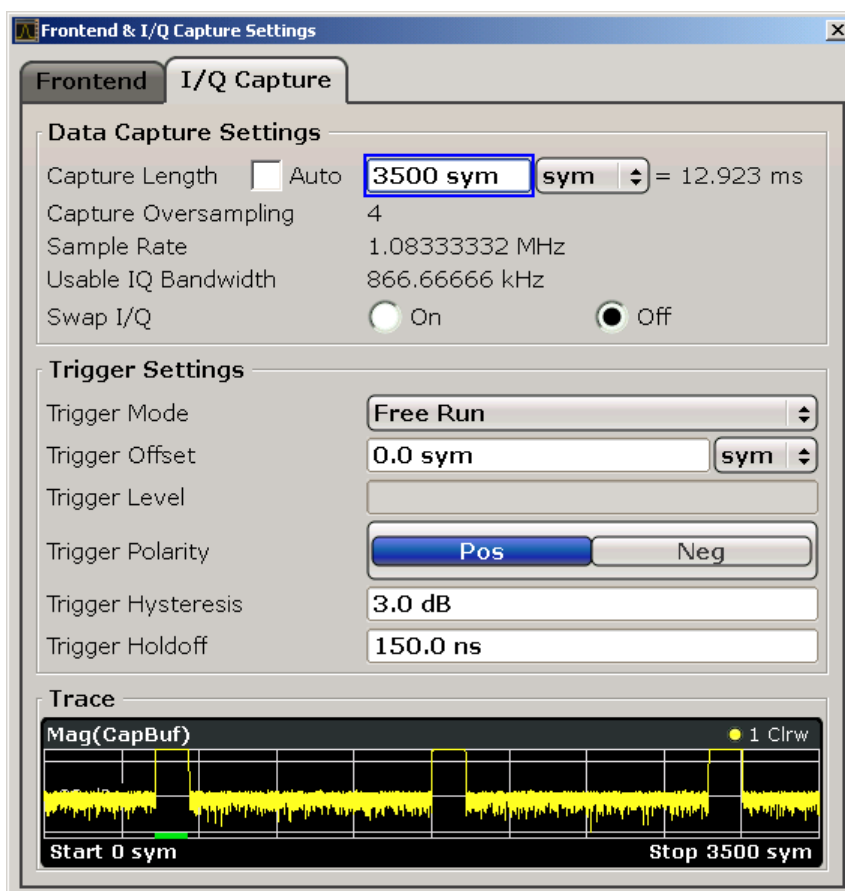 Frontend & I/Q Capture Settings
Frontend I/Q Capture
Data Capture Settings
Capture Length Auto 3500 sym sym = 12.923 ms
Capture Oversampling 4
Sample Rate 1.08333332 MHz
Usable IQ Bandwidth 866.66666 kHz
Swap I/Q On Off
Trigger Settings
Trigger Mode Free Run
Trigger Offset 0.0 sym sym
Trigger Level
Trigger Polarity Pos Neg
Trigger Hysteresis 3.0 dB
Trigger Holdoff 150.0 ns
Trace
Mag(CapBuf) 1 Clrw
Start 0 sym Stop 3500 sym